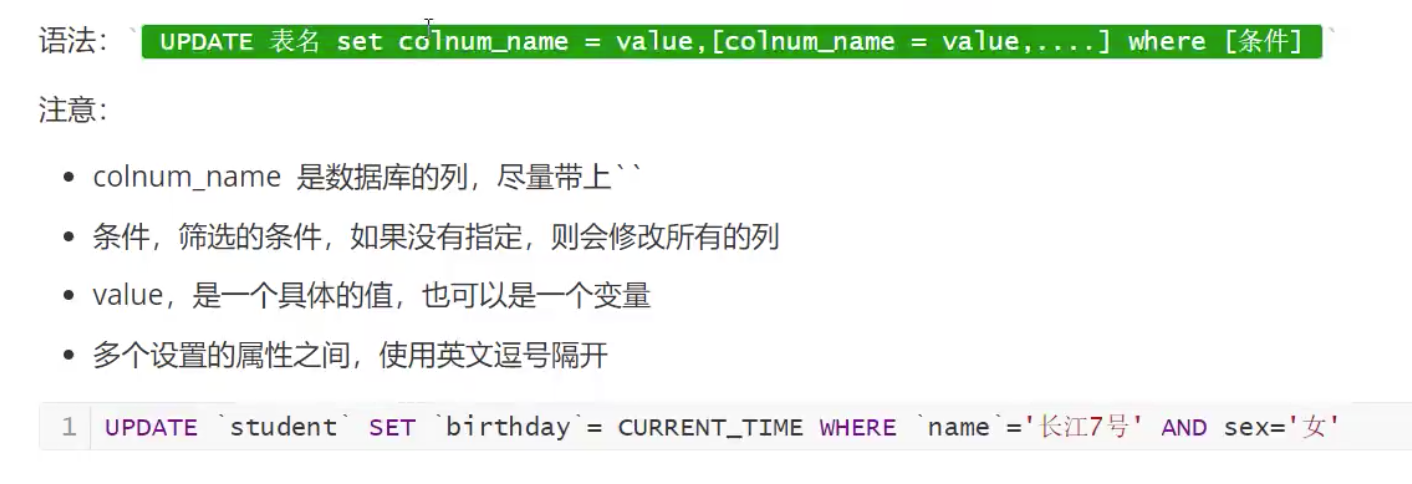 语法：` UPDATE 表名 set colnum_name = value,[colnum_name = value,....] where [条件] `
注意：
• colnum_name 是数据库的列，尽量带上``
• 条件，筛选的条件，如果没有指定，则会修改所有的列
• value，是一个具体的值，也可以是一个变量
• 多个设置的属性之间，使用英文逗号隔开
1 UPDATE `student` SET `birthday`= CURRENT_TIME WHERE `name`='长江7号' AND sex='女'